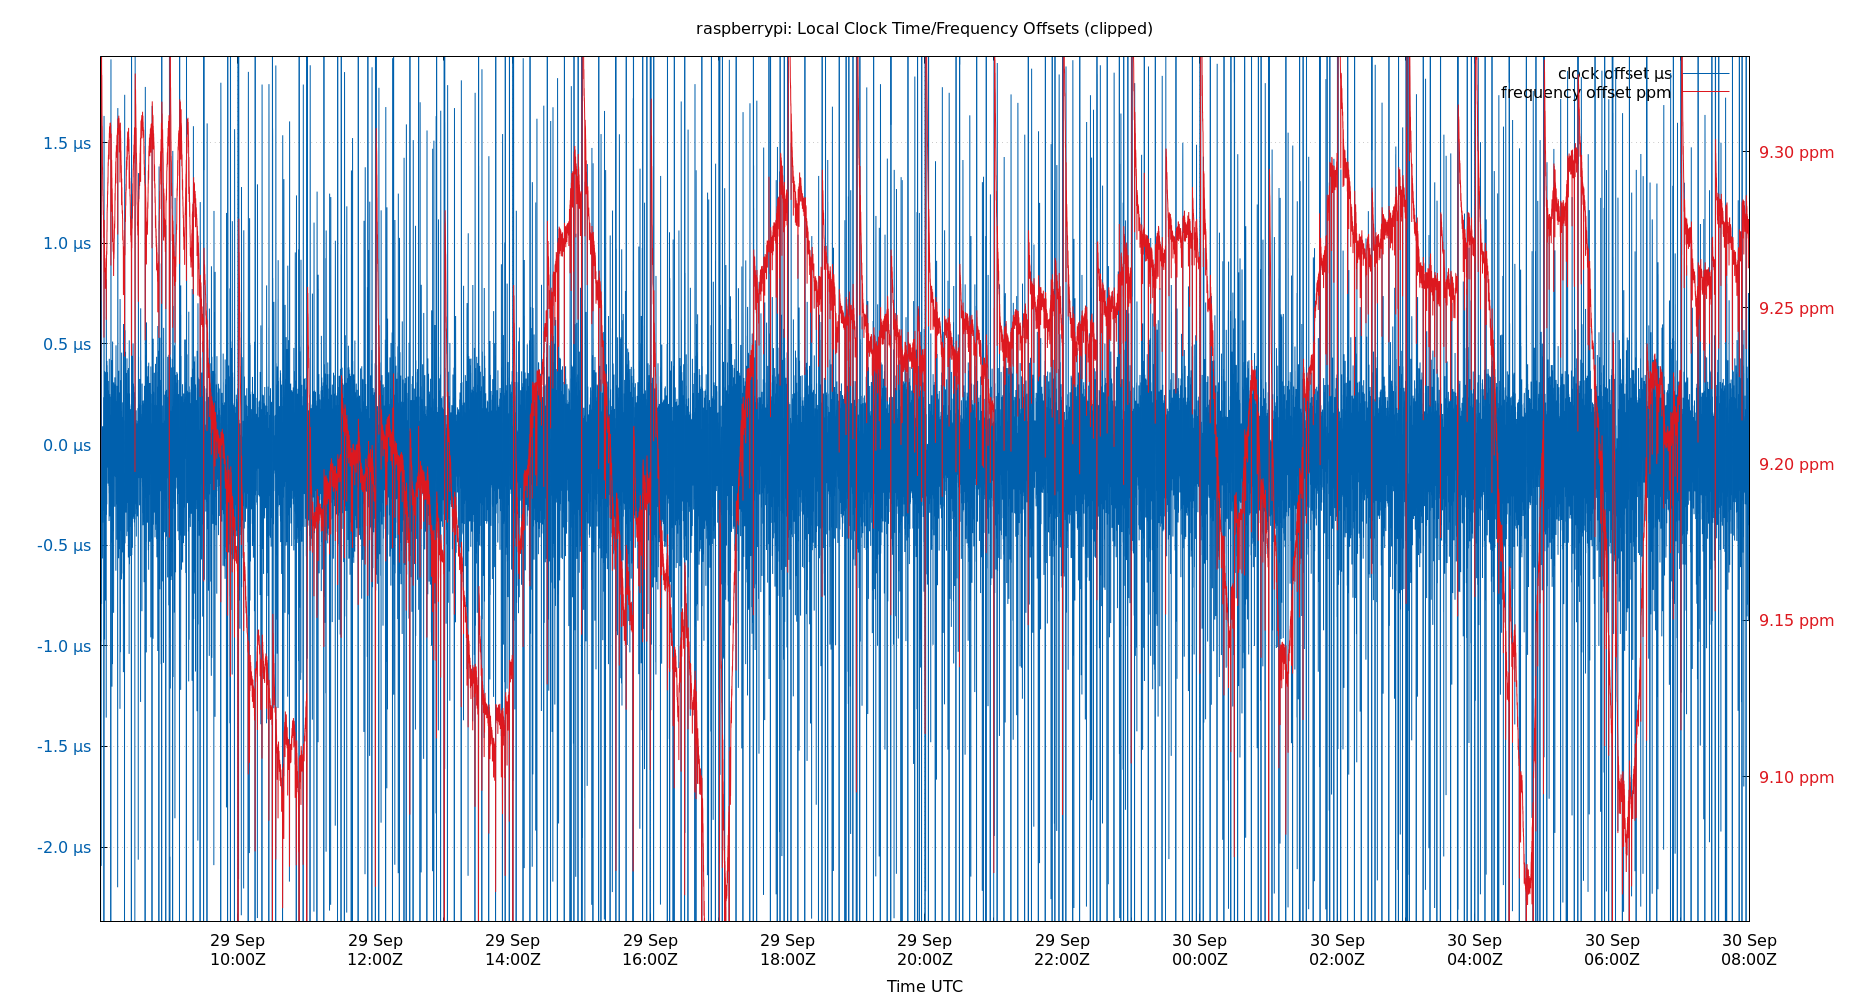 raspberrypi: Local Clock Time/Frequency Offsets (clipped)
clock offset µs
frequency offset ppm
1.5 µs
1.0 µs
0.5 µs
0.0 µs
-0.5 µs
-1.0 µs
-1.5 µs
-2.0 µs
9.30 ppm
9.25 ppm
9.20 ppm
9.15 ppm
9.10 ppm
29 Sep 29 Sep 29 Sep 29 Sep 29 Sep 29 Sep 29 Sep 30 Sep 30 Sep 30 Sep 30 Sep 30 Sep
10:00Z 12:00Z 14:00Z 16:00Z 18:00Z 20:00Z 22:00Z 00:00Z 02:00Z 04:00Z 06:00Z 08:00Z
Time UTC